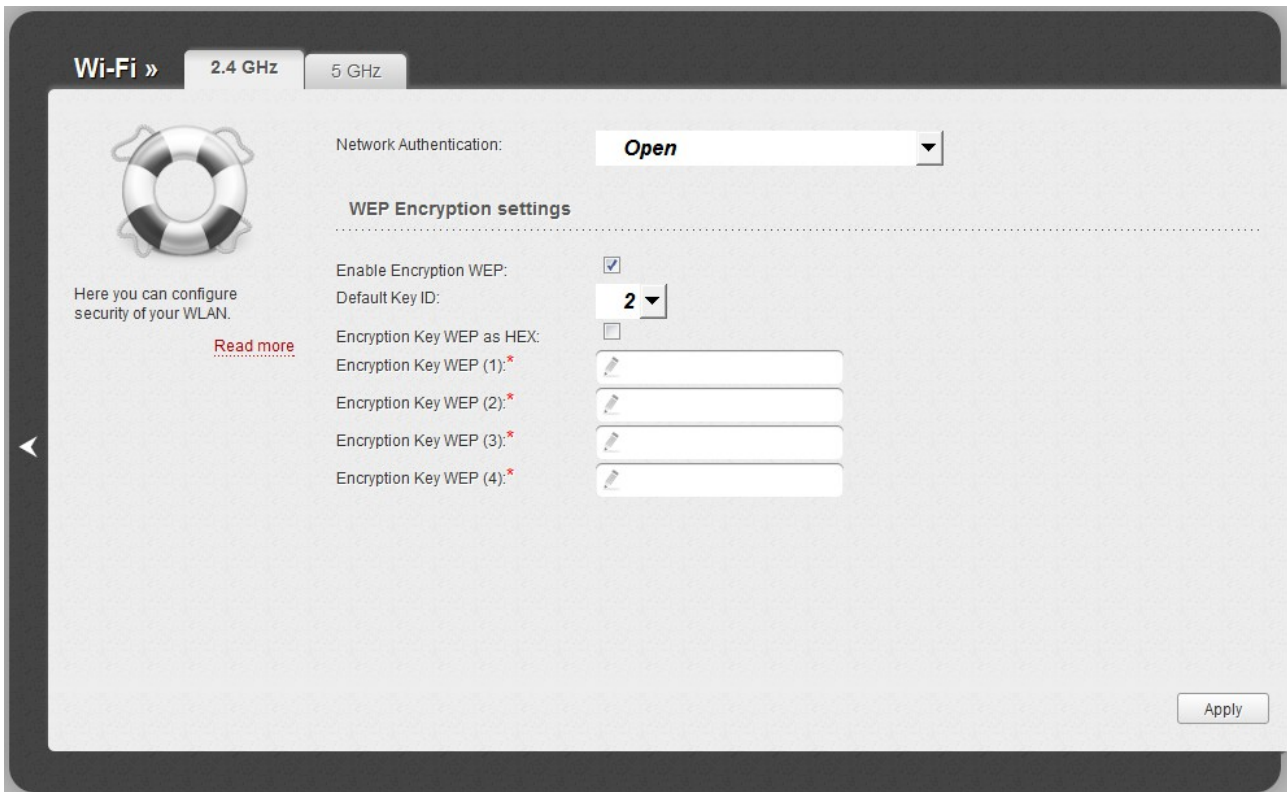 Wi-Fi »
2.4 GHz
5 GHz
Here you can configure
security of your WLAN.
Read more
Network Authentication:
Open
WEP Encryption settings
Enable Encryption WEP:
Default Key ID:
2
Encryption Key WEP as HEX:
Encryption Key WEP (1):*
Encryption Key WEP (2):*
Encryption Key WEP (3):*
Encryption Key WEP (4):*
Apply